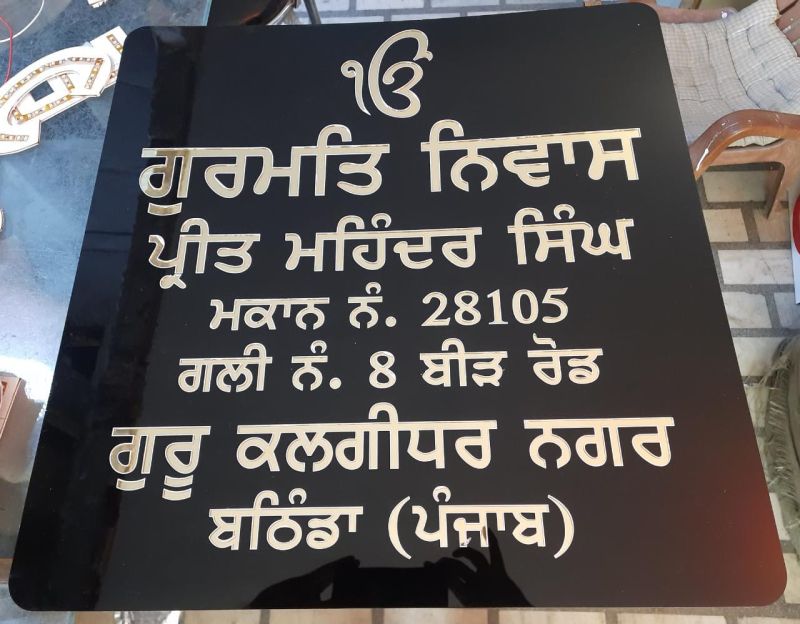 ੴ
ਗੁਰਮਤਿ ਨਿਵਾਸ
ਪ੍ਰੀਤ ਮਹਿੰਦਰ ਸਿੰਘ
ਮਕਾਨ ਨੰ. 28105
ਗਲੀ ਨੰ. 8 ਬੀੜ ਰੋਡ
ਗੁਰੂ ਕਲਗੀਧਰ ਨਗਰ
ਬਠਿੰਡਾ (ਪੰਜਾਬ)